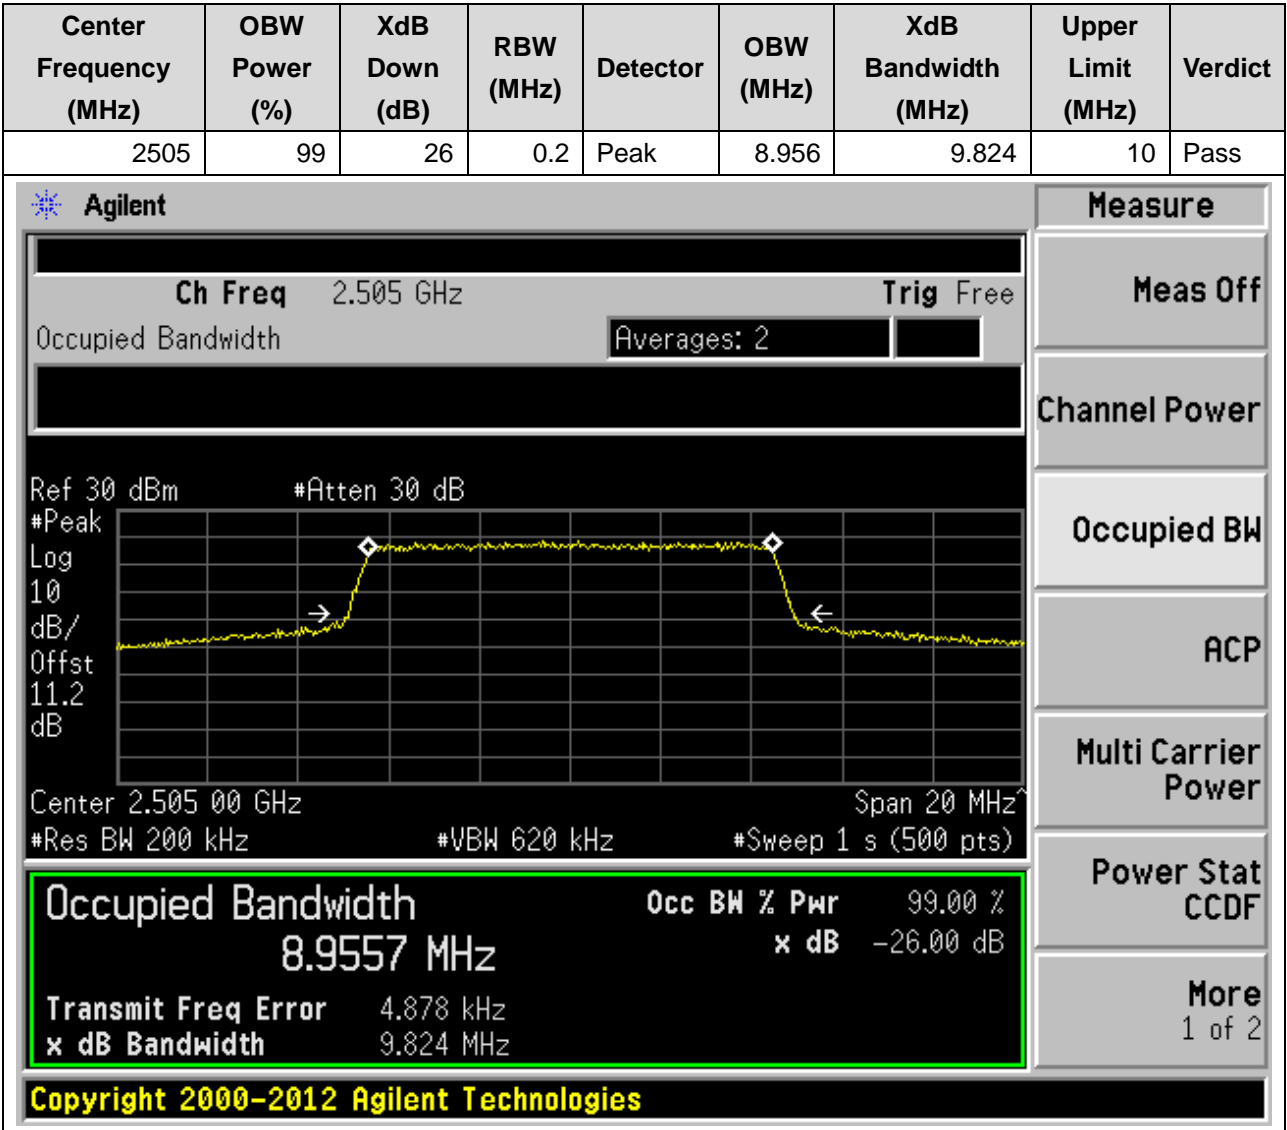 Center Frequency (MHz) OBW Power (%) XdB Down (dB) RBW (MHz) Detector OBW (MHz) XdB Bandwidth (MHz) Upper Limit (MHz) Verdict
2505 99 26 0.2 Peak 8.956 9.824 10 Pass
Agilent
Measure
Ch Freq 2.505 GHz Trig Free
Occupied Bandwidth Averages: 2
Ref 30 dBm #Atten 30 dB
#Peak
Log
10
dB/
Offst
11.2
dB
Center 2.505 00 GHz Span 20 MHz^
#Res BW 200 kHz #VBW 620 kHz #Sweep 1 s (500 pts)
Occupied Bandwidth Occ BW % Pwr 99.00 %
8.9557 MHz x dB -26.00 dB
Transmit Freq Error 4.878 kHz
x dB Bandwidth 9.824 MHz
Meas Off
Channel Power
Occupied BW
ACP
Multi Carrier
Power
Power Stat
CCDF
More
1 of 2
Copyright 2000-2012 Agilent Technologies